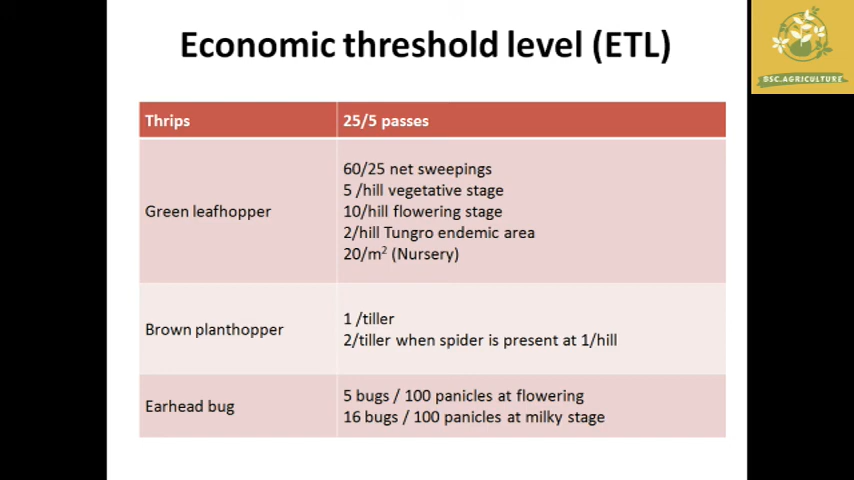 Economic threshold level (ETL)
BSC.AGRICULTURE
Thrips
25/5 passes
Green leafhopper
60/25 net sweepings
5 /hill vegetative stage
10/hill flowering stage
2/hill Tungro endemic area
20/m² (Nursery)
Brown planthopper
1 /tiller
2/tiller when spider is present at 1/hill
Earhead bug
5 bugs / 100 panicles at flowering
16 bugs / 100 panicles at milky stage